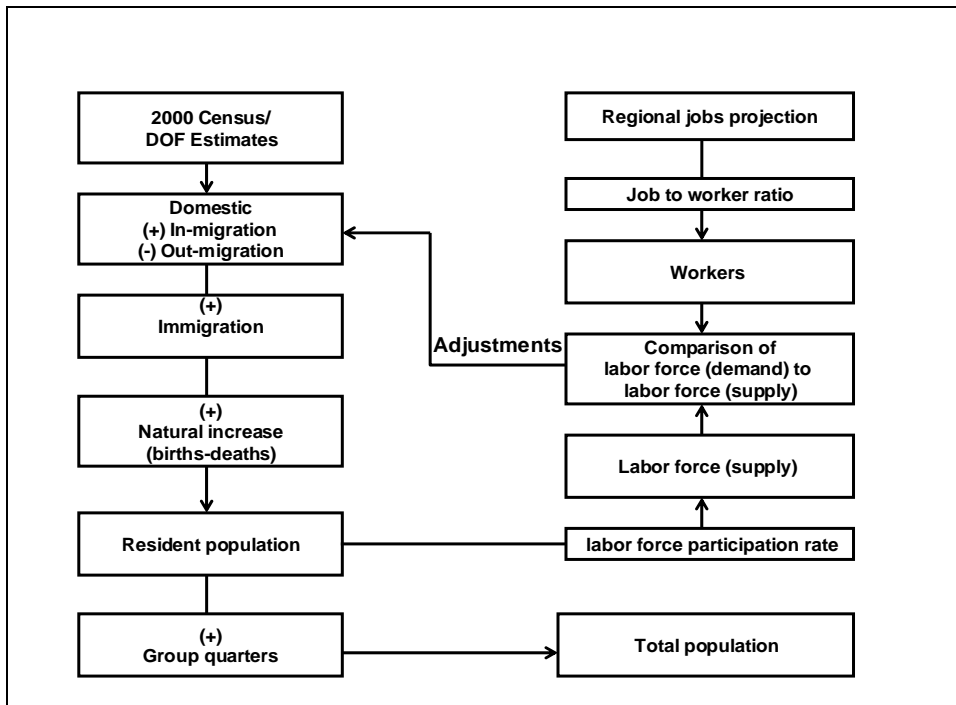 2000 Census/
DOF Estimates
Domestic
(+) In-migration
(-) Out-migration
(+)
Immigration
(+)
Natural increase
(births-deaths)
Resident population
(+)
Group quarters
Adjustments
Regional jobs projection
Job to worker ratio
Workers
Comparison of
labor force (demand) to
labor force (supply)
Labor force (supply)
labor force participation rate
Total population